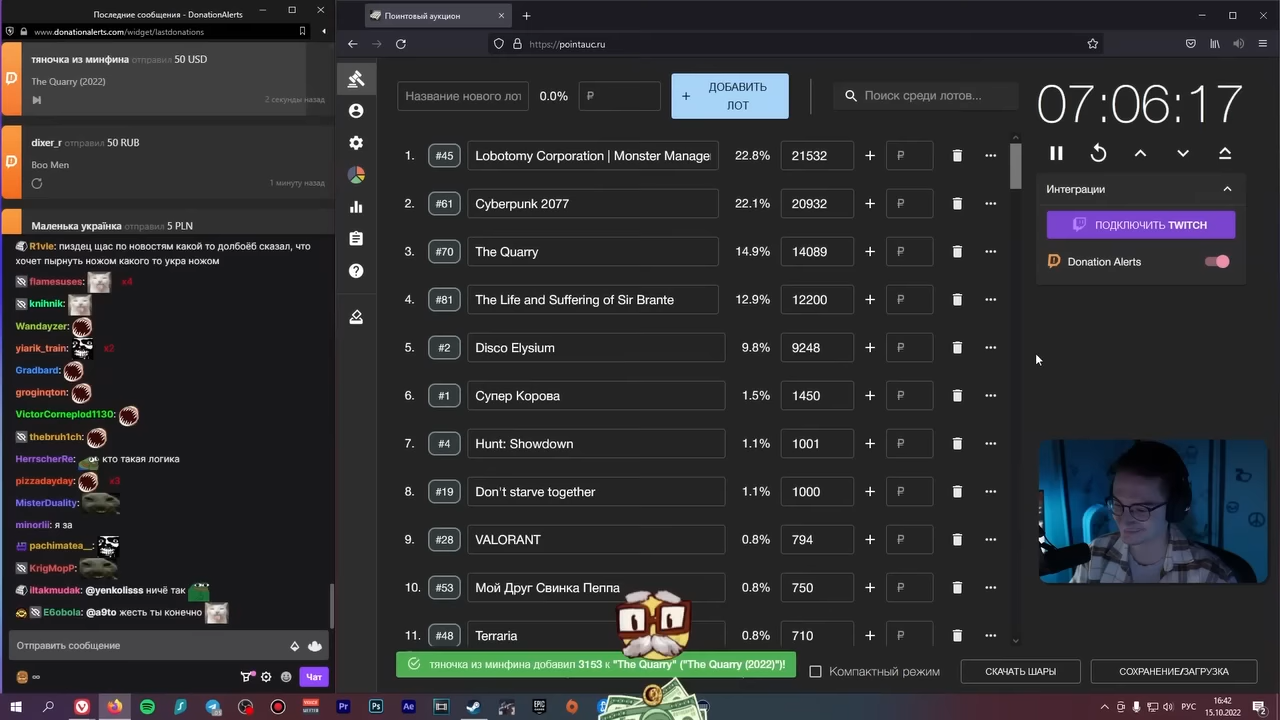 Последние сообщения - DonationAlerts
www.donationalerts.com/widget/lastdonations
тяночка из минфина отправил 50 USD
The Quarry (2022)
2 секунды назад
dixer_r отправил 50 RUB
Boo Men
1 минуту назад
Маленька українка отправил 5 PLN
R1vle: пиздец щас по новостям какой то долбоёб сказал, что
хочет пырнуть ножом какого то укра ножом
flamesuses: x4
knihnik:
Wandayzer:
yiarik_train: x2
Gradbard:
groginqton:
VictorCorneplod1130:
thebruh1ch:
HerrscherRe: кто такая логика
pizzadayday: x3
MisterDuality:
minorlii: я за
pachimatea__:
KrigMopP:
iltakmudak: @yenkolisss ничё так
E6obola: @a9to жесть ты конечно
Отправить сообщение
∞
Чат
Поинтовый аукцион
https://pointauc.ru
Название нового лот
0.0%
₽
+ ДОБАВИТЬ
ЛОТ
Поиск среди лотов...
07:06:17
1. #45 Lobotomy Corporation | Monster Manage 22.8% 21532 + ₽
2. #61 Cyberpunk 2077 22.1% 20932 + ₽
3. #70 The Quarry 14.9% 14089 + ₽
4. #81 The Life and Suffering of Sir Brante 12.9% 12200 + ₽
5. #2 Disco Elysium 9.8% 9248 + ₽
6. #1 Супер Корова 1.5% 1450 + ₽
7. #4 Hunt: Showdown 1.1% 1001 + ₽
8. #19 Don't starve together 1.1% 1000 + ₽
9. #28 VALORANT 0.8% 794 + ₽
10. #53 Мой Друг Свинка Пеппа 0.8% 750 + ₽
11. #48 Terraria 0.8% 710 + ₽
Интеграции
ПОДКЛЮЧИТЬ TWITCH
Donation Alerts
тяночка из минфина добавил 3153 к "The Quarry" ("The Quarry (2022)")!
Компактный режим
СКАЧАТЬ ШАРЫ
СОХРАНЕНИЕ/ЗАГРУЗКА
Pr
Ps
Ae
EPIC
РУС
16:42
15.10.2022